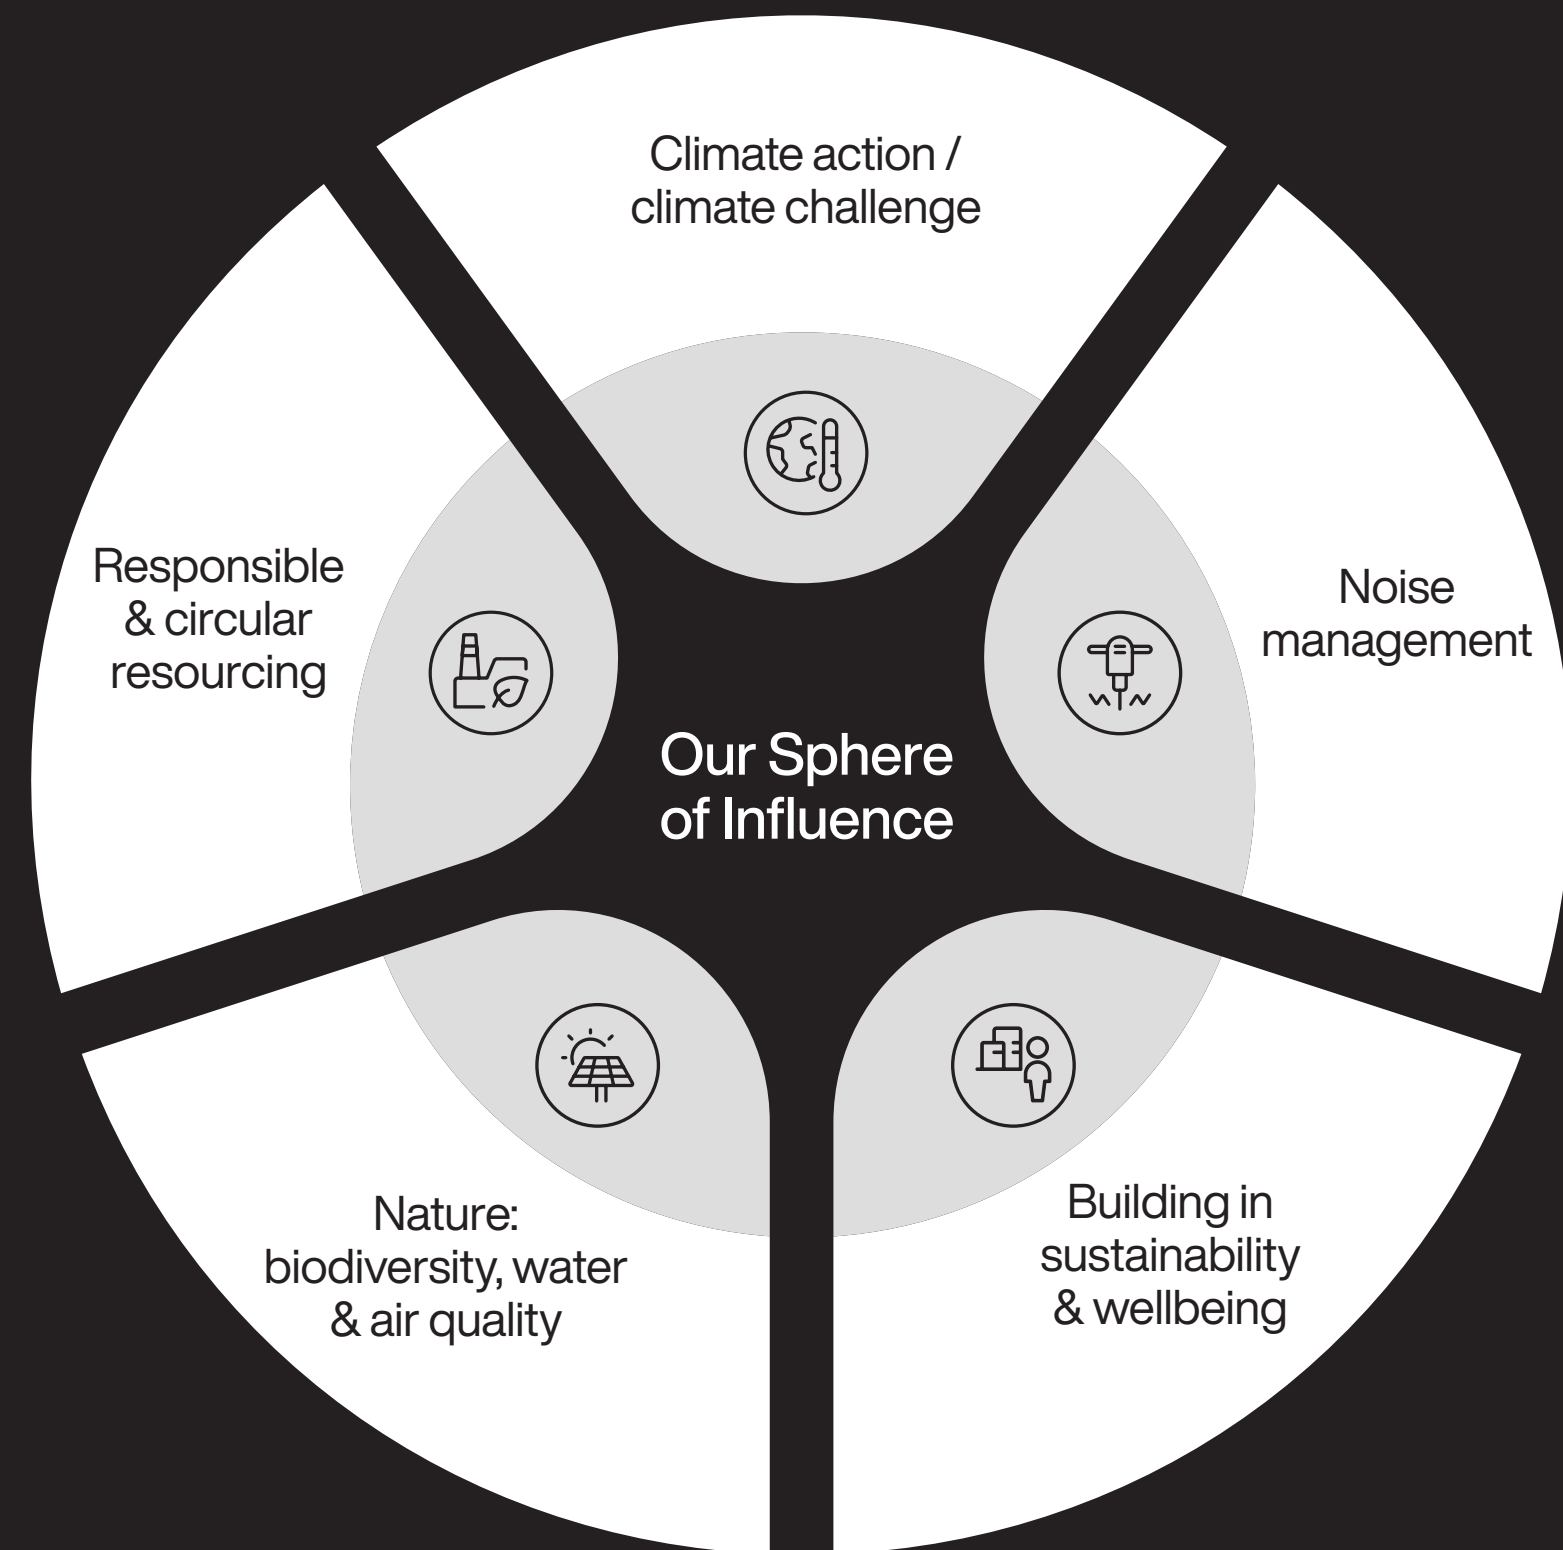 Climate action /
climate challenge
Responsible
& circular
resourcing
Noise
management
Our Sphere
of Influence
Nature:
biodiversity, water
& air quality
Building in
sustainability
& wellbeing